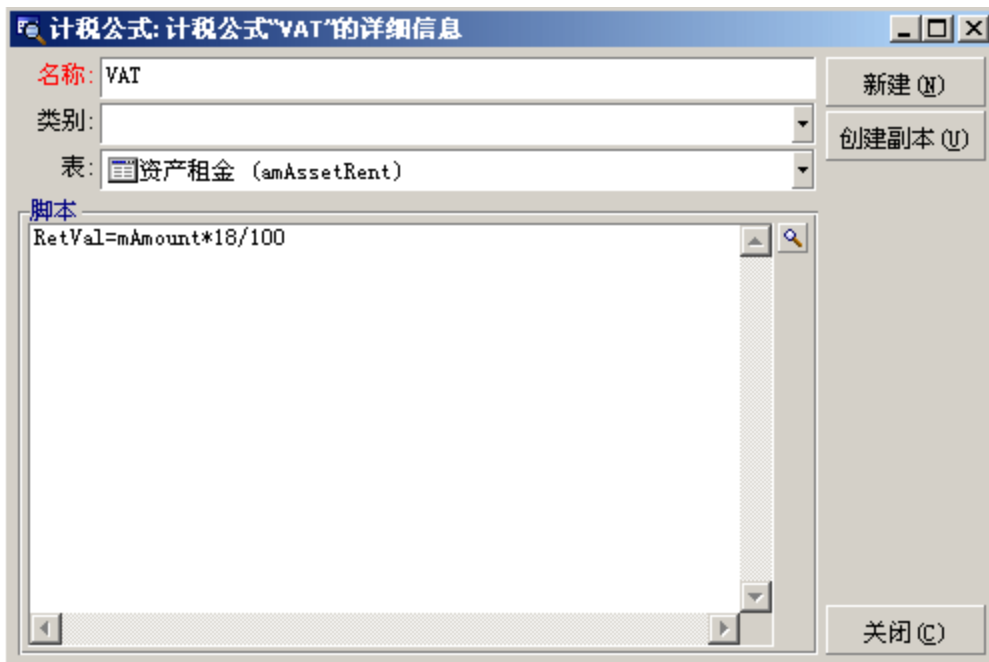 计税公式: 计税公式"VAT"的详细信息
名称: VAT
新建(N)
类别:
创建副本(U)
表: 资产租金 (amAssetRent)
脚本
RetVal=mAmount*18/100
关闭(C)